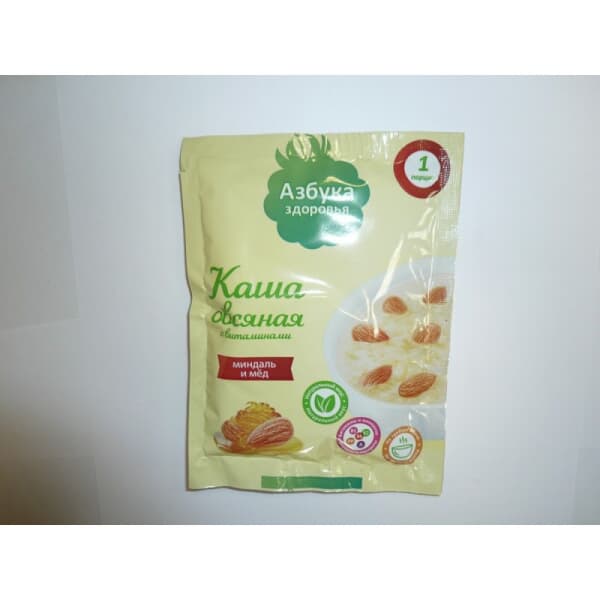 Азбука
здоровья
1
порция
Каша
овсяная
с витаминами
миндаль
и мёд